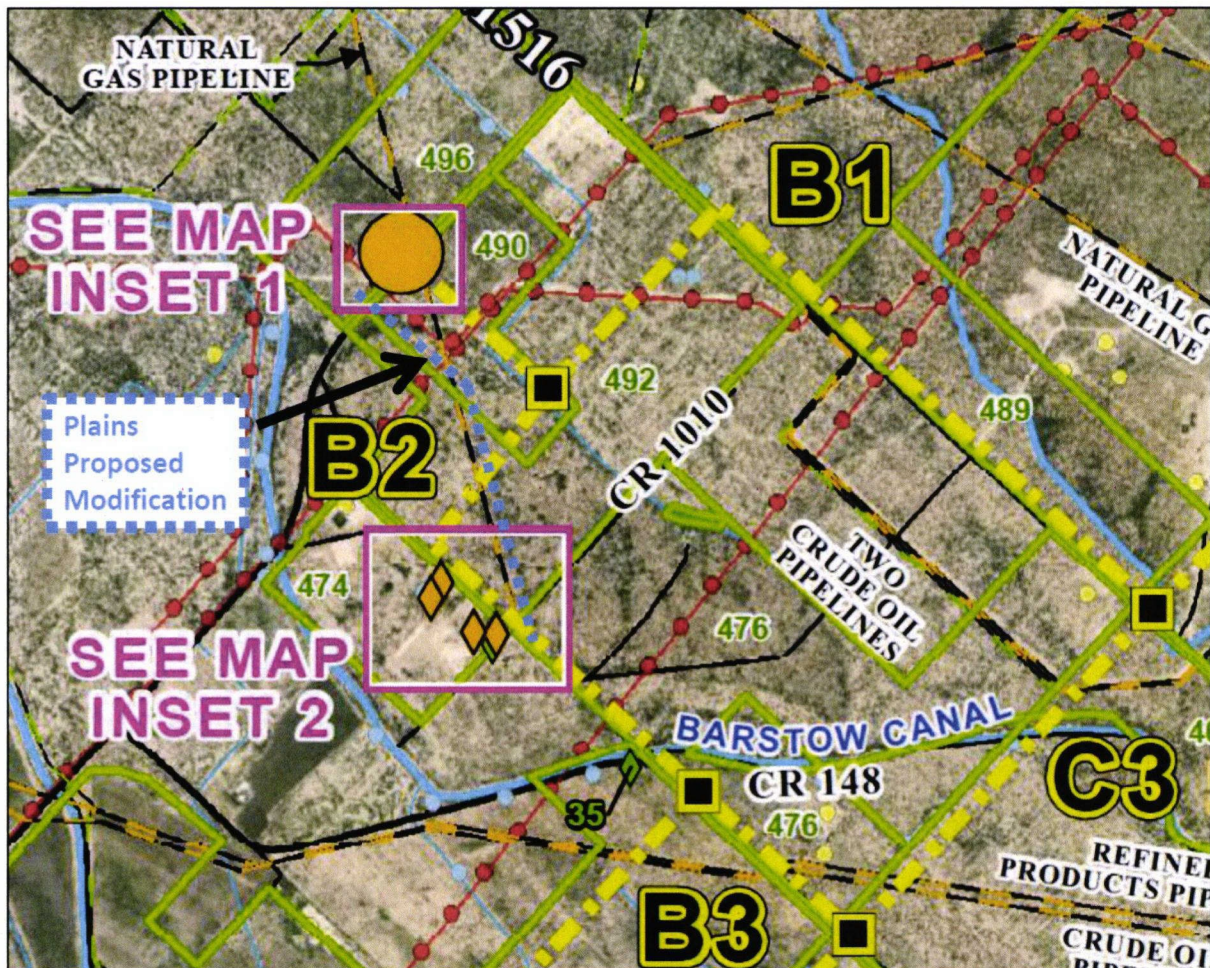 1516
NATURAL
GAS PIPELINE
496
B1
SEE MAP
INSET 1
490
NATURAL G
PIPELINE
492
489
Plains
Proposed
Modification
B2
CR 1010
TWO
CRUDE OIL
PIPELINES
474
476
SEE MAP
INSET 2
BARSTOW CANAL
CR 148
C3
35
476
REFINE
PRODUCTS PIP
B3
CRUDE OI